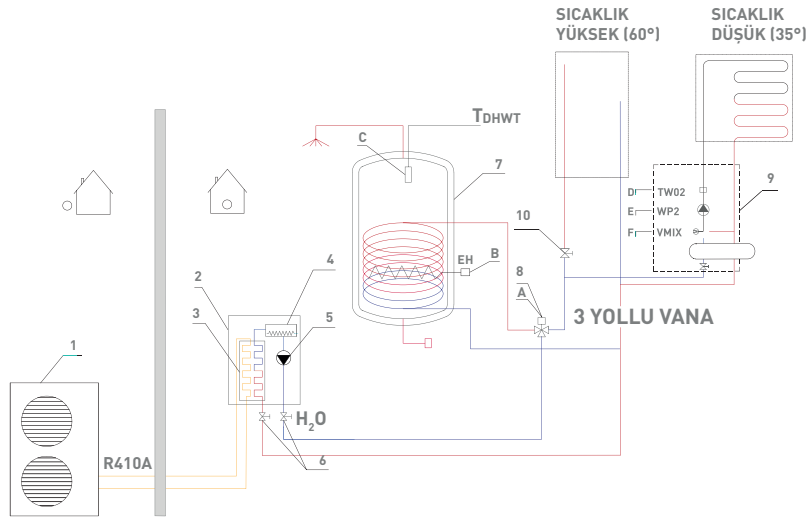 SICAKLIK
YÜKSEK (60°)
SICAKLIK
DÜŞÜK (35°)
TDHWT
C
7
D
TW02
9
E
WP2
F
VMIX
10
EH
B
8
A
3 YOLLU VANA
4
2
3
5
1
H2O
R410A
6